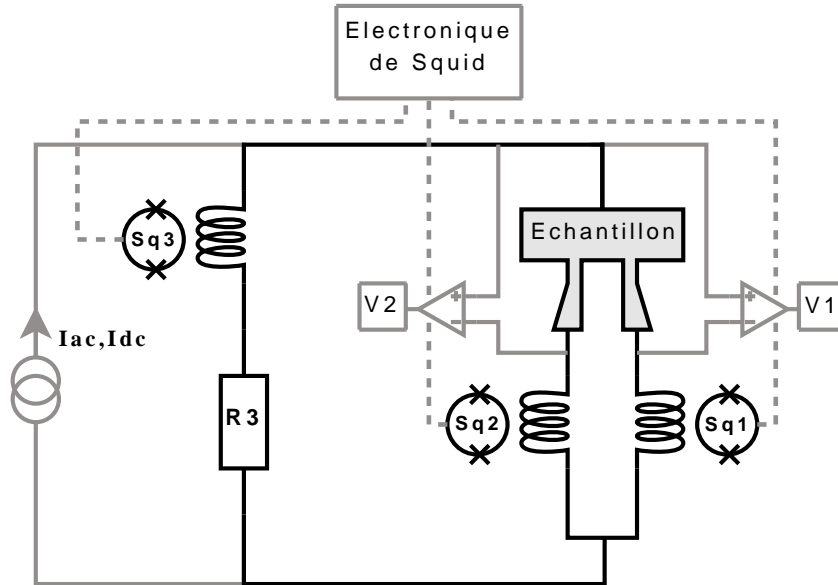 Electronique
de Squid
Sq3
Echantillon
V2
V1
Iac,Idc
R3
Sq2
Sq1